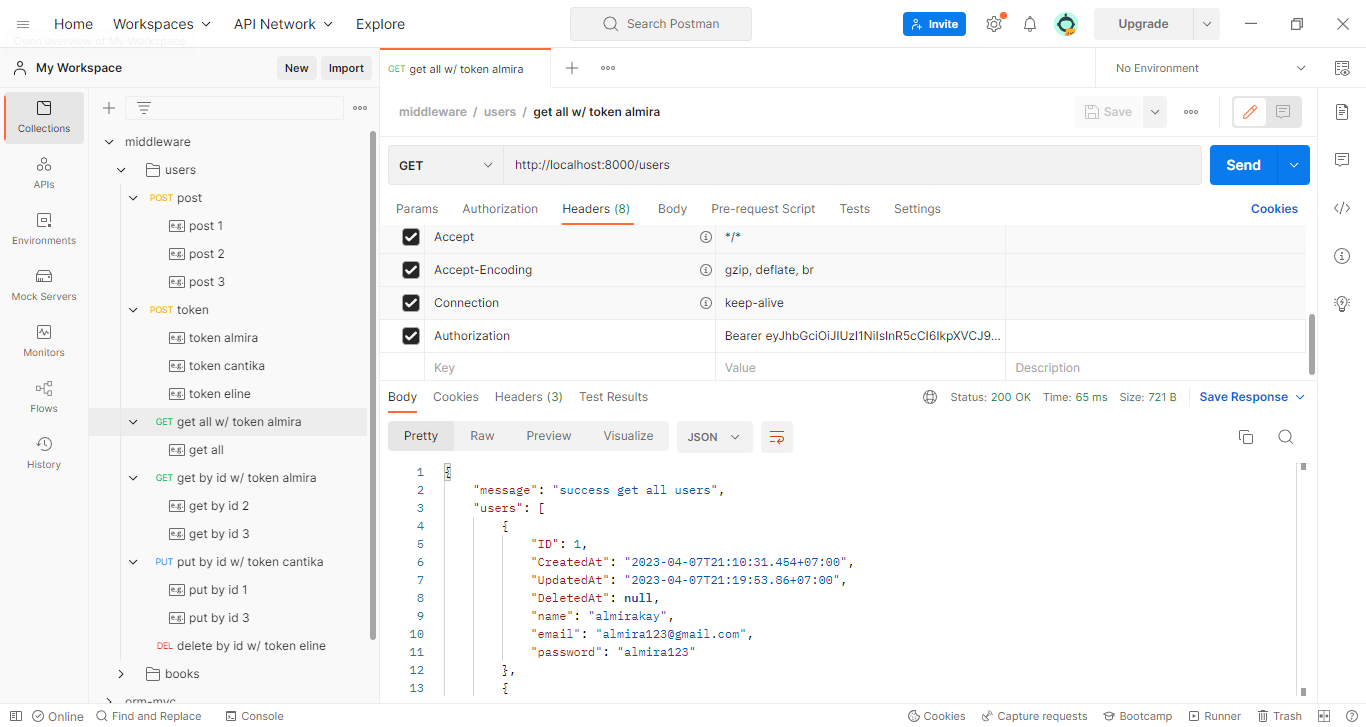 Home Workspaces API Network Explore Search Postman Invite Upgrade
Open overview of My Workspace
My Workspace New Import GET get all w/ token almira No Environment
Collections
APIs
Environments
Mock Servers
Monitors
Flows
History
middleware
users
POST post
e.g. post 1
e.g. post 2
e.g. post 3
POST token
e.g. token almira
e.g. token cantika
e.g. token eline
GET get all w/ token almira
e.g. get all
GET get by id w/ token almira
e.g. get by id 2
e.g. get by id 3
PUT put by id w/ token cantika
e.g. put by id 1
e.g. put by id 3
DEL delete by id w/ token eline
books
orm-mvc
middleware / users / get all w/ token almira Save
GET http://localhost:8000/users Send
Params Authorization Headers (8) Body Pre-request Script Tests Settings Cookies
Accept */*
Accept-Encoding gzip, deflate, br
Connection keep-alive
Authorization Bearer eyJhbGciOiJIUzI1NiIsInR5cCI6IkpXVCJ9...
Key Value Description
Body Cookies Headers (3) Test Results Status: 200 OK Time: 65 ms Size: 721 B Save Response
Pretty Raw Preview Visualize JSON
1 {
2 "message": "success get all users",
3 "users": [
4 {
5 "ID": 1,
6 "CreatedAt": "2023-04-07T21:10:31.454+07:00",
7 "UpdatedAt": "2023-04-07T21:19:53.86+07:00",
8 "DeletedAt": null,
9 "name": "almirakay",
10 "email": "almira123@gmail.com",
11 "password": "almira123"
12 },
13 {
Online Find and Replace Console Cookies Capture requests Bootcamp Runner Trash